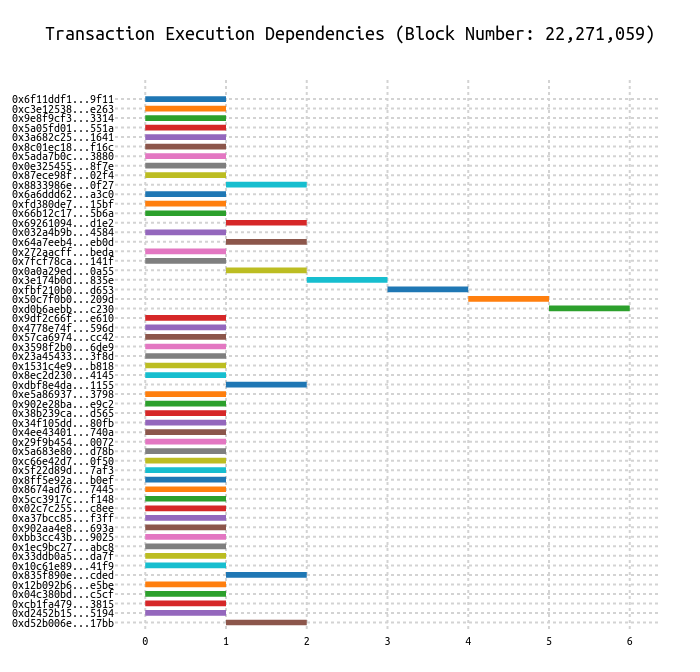 Transaction Execution Dependencies (Block Number: 22,271,059)
0x6f11ddf1...9f11
0xc3e12538...e263
0x9e8f9cf3...3314
0x5a05fd01...551a
0x3a682c25...1641
0x8c01ec18...f16c
0x5ada7b0c...3880
0x0e325455...8f7e
0x87ece98f...02f4
0x8833986e...0f27
0x6a6ddd62...a3c0
0xfd380de7...15bf
0x66b12c17...5b6a
0x69261094...d1e2
0x032a4b9b...4584
0x64a7eeb4...eb0d
0x272aacff...beda
0x7fcf78ca...141f
0x0a0a29ed...0a55
0x3e174b0d...835e
0xfbf210b0...d653
0x50c7f0b0...209d
0xd0b6aebb...c230
0x9df2c66f...e610
0x4778e74f...596d
0x57ca6974...cc42
0x3598f2b0...6de9
0x23a45433...3f8d
0x1531c4e9...b818
0x8ec2d230...4145
0xdbf8e4da...1155
0xe5a86937...3798
0x902e28ba...e9c2
0x38b239ca...d565
0x34f105dd...80fb
0x4ee43401...740a
0x29f9b454...0072
0x5a683e80...d78b
0xc66e42d7...0f50
0x5f22d89d...7af3
0x8ff5e92a...b0ef
0x8674ad76...7445
0x5cc3917c...f148
0x02c7c255...c8ee
0xa37bcc85...f3ff
0x902aa4e8...693a
0xbb3cc43b...9025
0x1ec9bc27...abc8
0x33ddb0a5...da7f
0x10c61e89...41f9
0x835f890e...cded
0x12b092b6...e5be
0x04c380bd...c5cf
0xcb1fa479...3815
0xd2452b15...5194
0xd52b006e...17bb
0 1 2 3 4 5 6